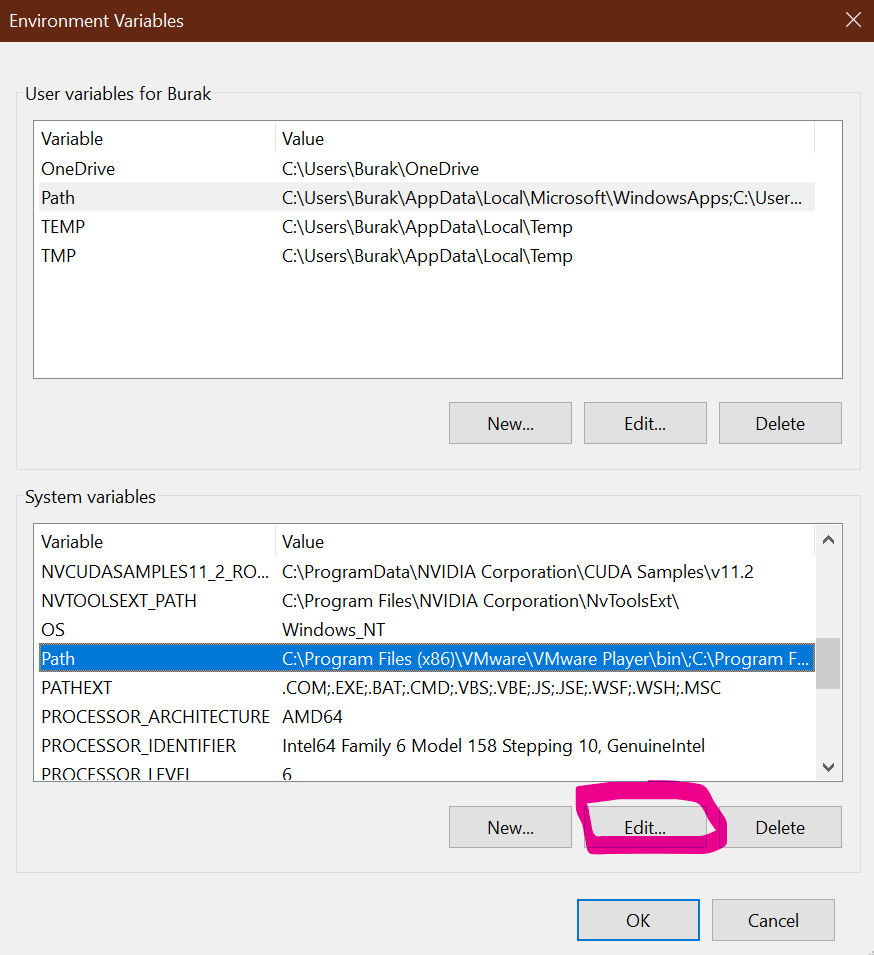 Environment Variables
User variables for Burak
Variable Value
OneDrive C:\Users\Burak\OneDrive
Path C:\Users\Burak\AppData\Local\Microsoft\WindowsApps;C:\User...
TEMP C:\Users\Burak\AppData\Local\Temp
TMP C:\Users\Burak\AppData\Local\Temp
New... Edit... Delete
System variables
Variable Value
NVCUDASAMPLES11_2_RO... C:\ProgramData\NVIDIA Corporation\CUDA Samples\v11.2
NVTOOLSEXT_PATH C:\Program Files\NVIDIA Corporation\NvToolsExt\
OS Windows_NT
Path C:\Program Files (x86)\VMware\VMware Player\bin\;C:\Program F...
PATHEXT .COM;.EXE;.BAT;.CMD;.VBS;.VBE;.JS;.JSE;.WSF;.WSH;.MSC
PROCESSOR_ARCHITECTURE AMD64
PROCESSOR_IDENTIFIER Intel64 Family 6 Model 158 Stepping 10, GenuineIntel
PROCESSOR_LEVEL 6
New... Edit... Delete
OK Cancel